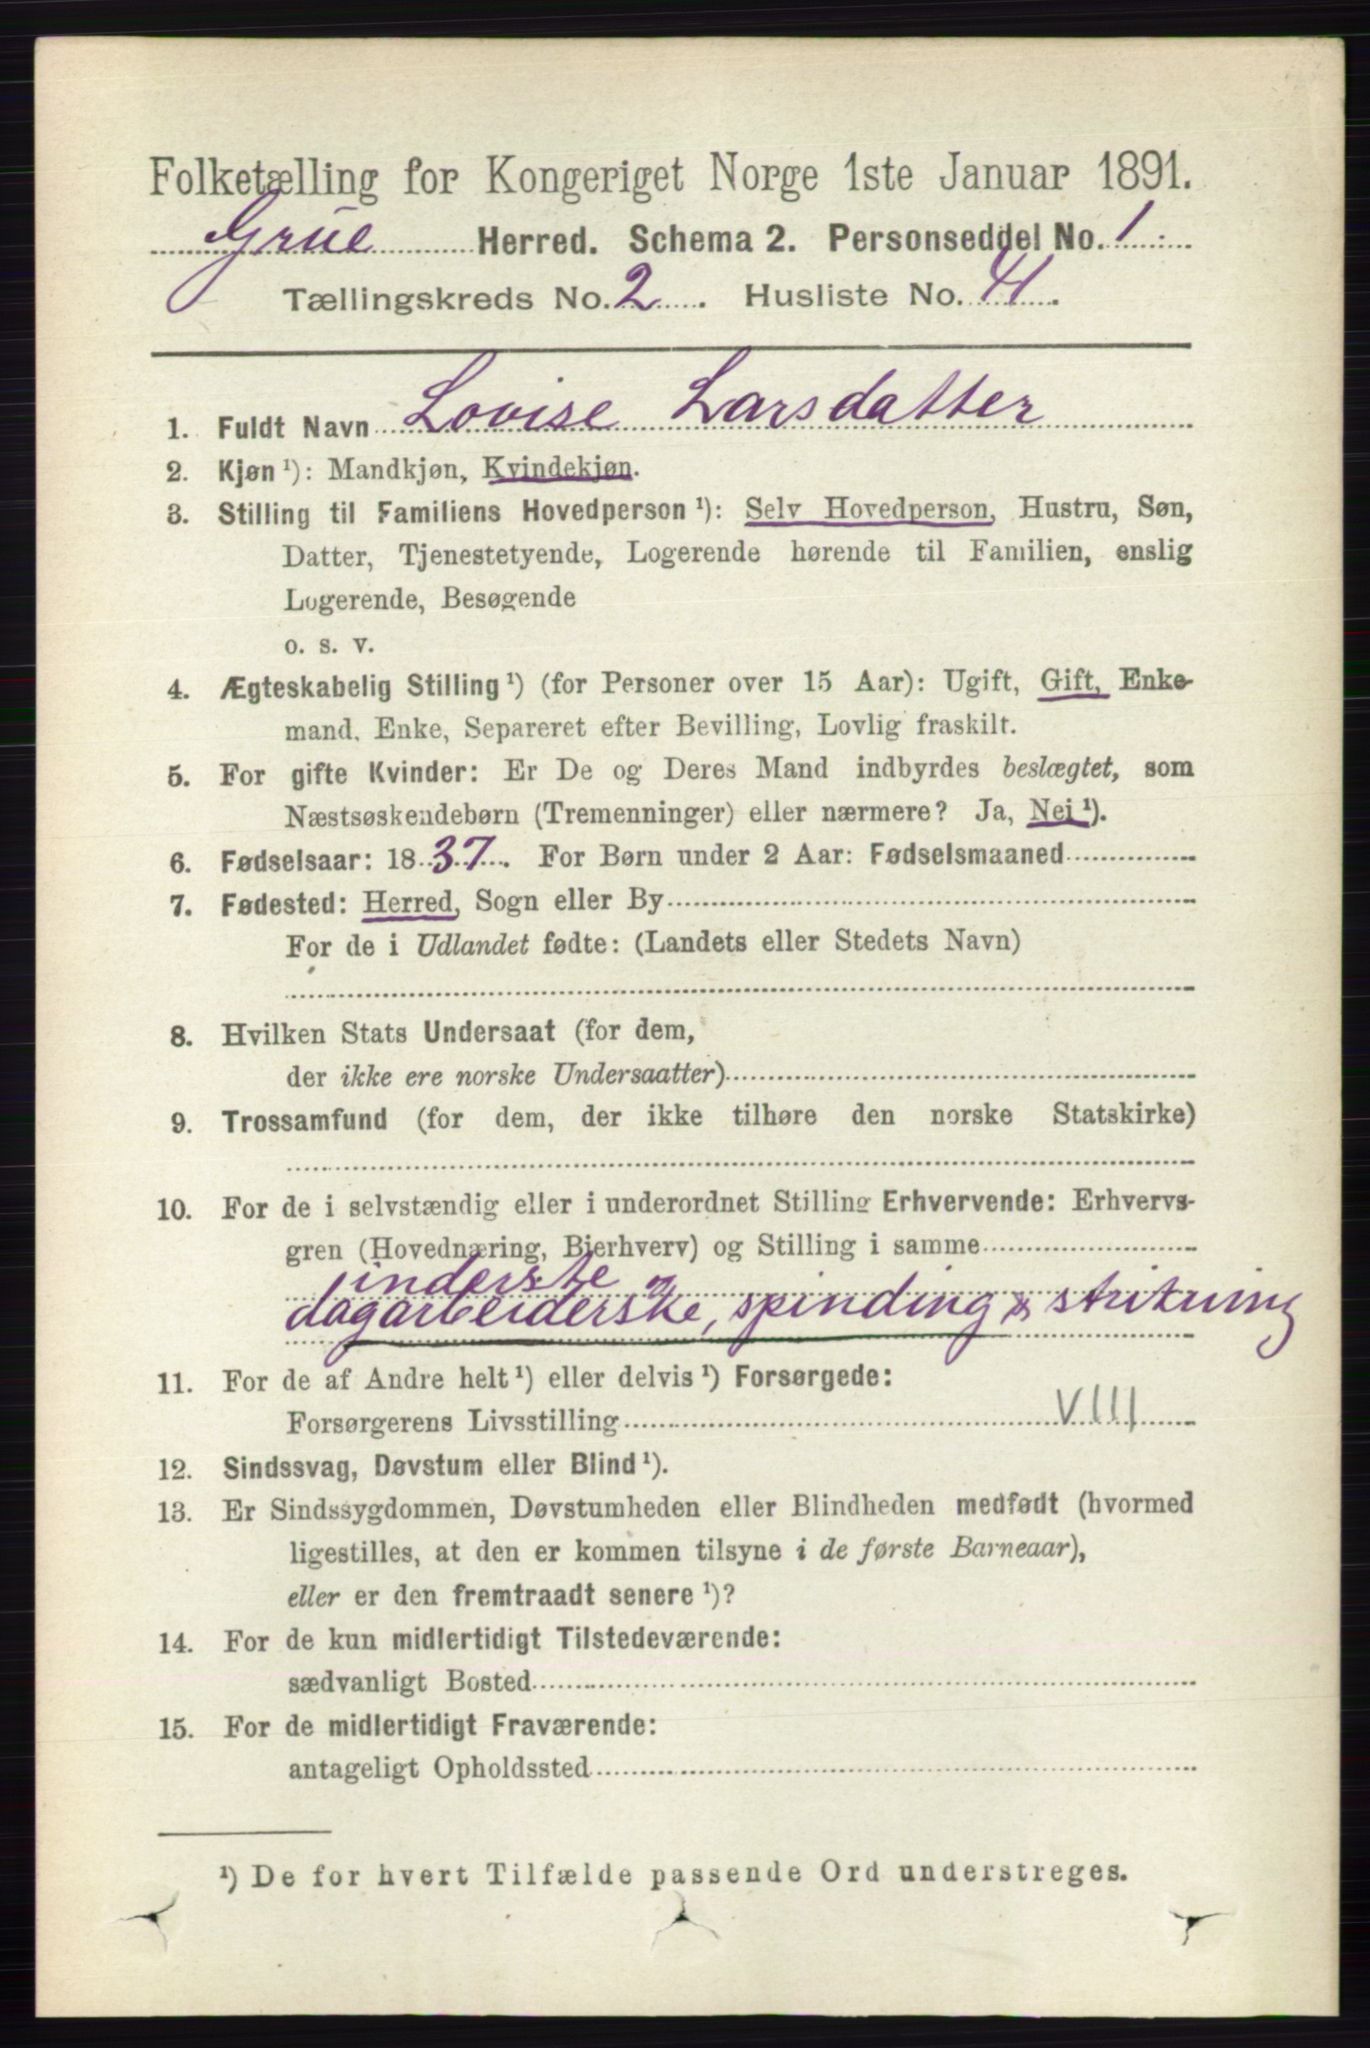 Folketælling for Kongeriget Norge 1ste Januar 1891.
Grue Herred. Schema 2. Personseddel No. 1
Tællingskreds No. 2. Husliste No. 41.
1. Fuldt Navn Lovise Larsdatter
2. Kjøn ¹): Mandkjøn, Kvindekjøn.
3. Stilling til Familiens Hovedperson ¹): Selv Hovedperson, Hustru, Søn,
Datter, Tjenestetyende, Logerende hørende til Familien, enslig
Logerende, Besøgende
o. s. v.
4. Ægteskabelig Stilling ¹) (for Personer over 15 Aar): Ugift, Gift, Enke-
mand, Enke, Separeret efter Bevilling, Lovlig fraskilt.
5. For gifte Kvinder: Er De og Deres Mand indbyrdes beslægtet, som
Næstsøskendebørn (Tremenninger) eller nærmere? Ja, Nei ¹).
6. Fødselsaar: 1837. For Børn under 2 Aar: Fødselsmaaned
7. Fødested: Herred, Sogn eller By
For de i Udlandet fødte: (Landets eller Stedets Navn)
8. Hvilken Stats Undersaat (for dem,
der ikke ere norske Undersaatter)
9. Trossamfund (for dem, der ikke tilhøre den norske Statskirke)
10. For de i selvstændig eller i underordnet Stilling Erhvervende: Erhvervs-
gren (Hovednæring, Bierhverv) og Stilling i samme
inderste
dagarbeiderske, spinding & strikning
11. For de af Andre helt ¹) eller delvis ¹) Forsørgede:
Forsørgerens Livsstilling VIII
12. Sindssvag, Døvstum eller Blind ¹).
13. Er Sindssygdommen, Døvstumheden eller Blindheden medfødt (hvormed
ligestilles, at den er kommen tilsyne i de første Barneaar),
eller er den fremtraadt senere ¹)?
14. For de kun midlertidigt Tilstedeværende:
sædvanligt Bosted
15. For de midlertidigt Fraværende:
antageligt Opholdssted
¹) De for hvert Tilfælde passende Ord understreges.